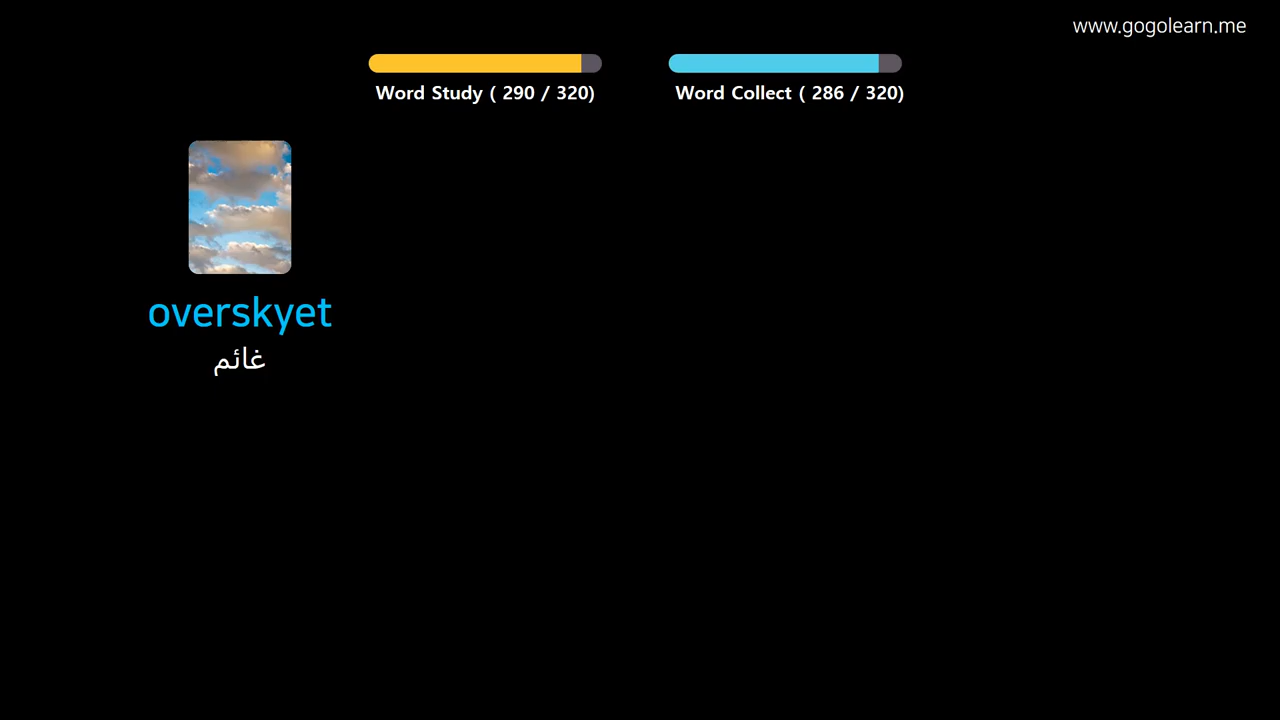 www.gogolearn.me
Word Study ( 290 / 320)
Word Collect ( 286 / 320)
overskyet
غائم